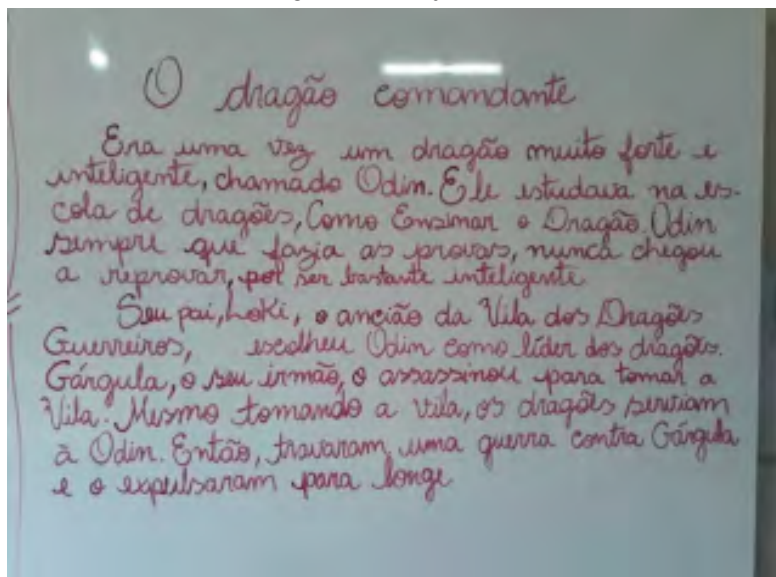 O dragão comandante
Era uma vez um dragão muito forte e
inteligente, chamado Odin. Ele estudava na es-
cola de dragões, Como Ensinar o Dragão. Odin
sempre que fazia as provas, nunca chegou
a reprovar, por ser bastante inteligente.
Seu pai, Loki, o ancião da Vila dos Dragões
Guerreiros, escolheu Odin como líder dos dragões.
Gárgula, o seu irmão, o assassinou para tomar a
Vila. Mesmo tomando a vila, os dragões serviam
à Odin. Então, travaram uma guerra contra Gárgula
e o expulsaram para longe